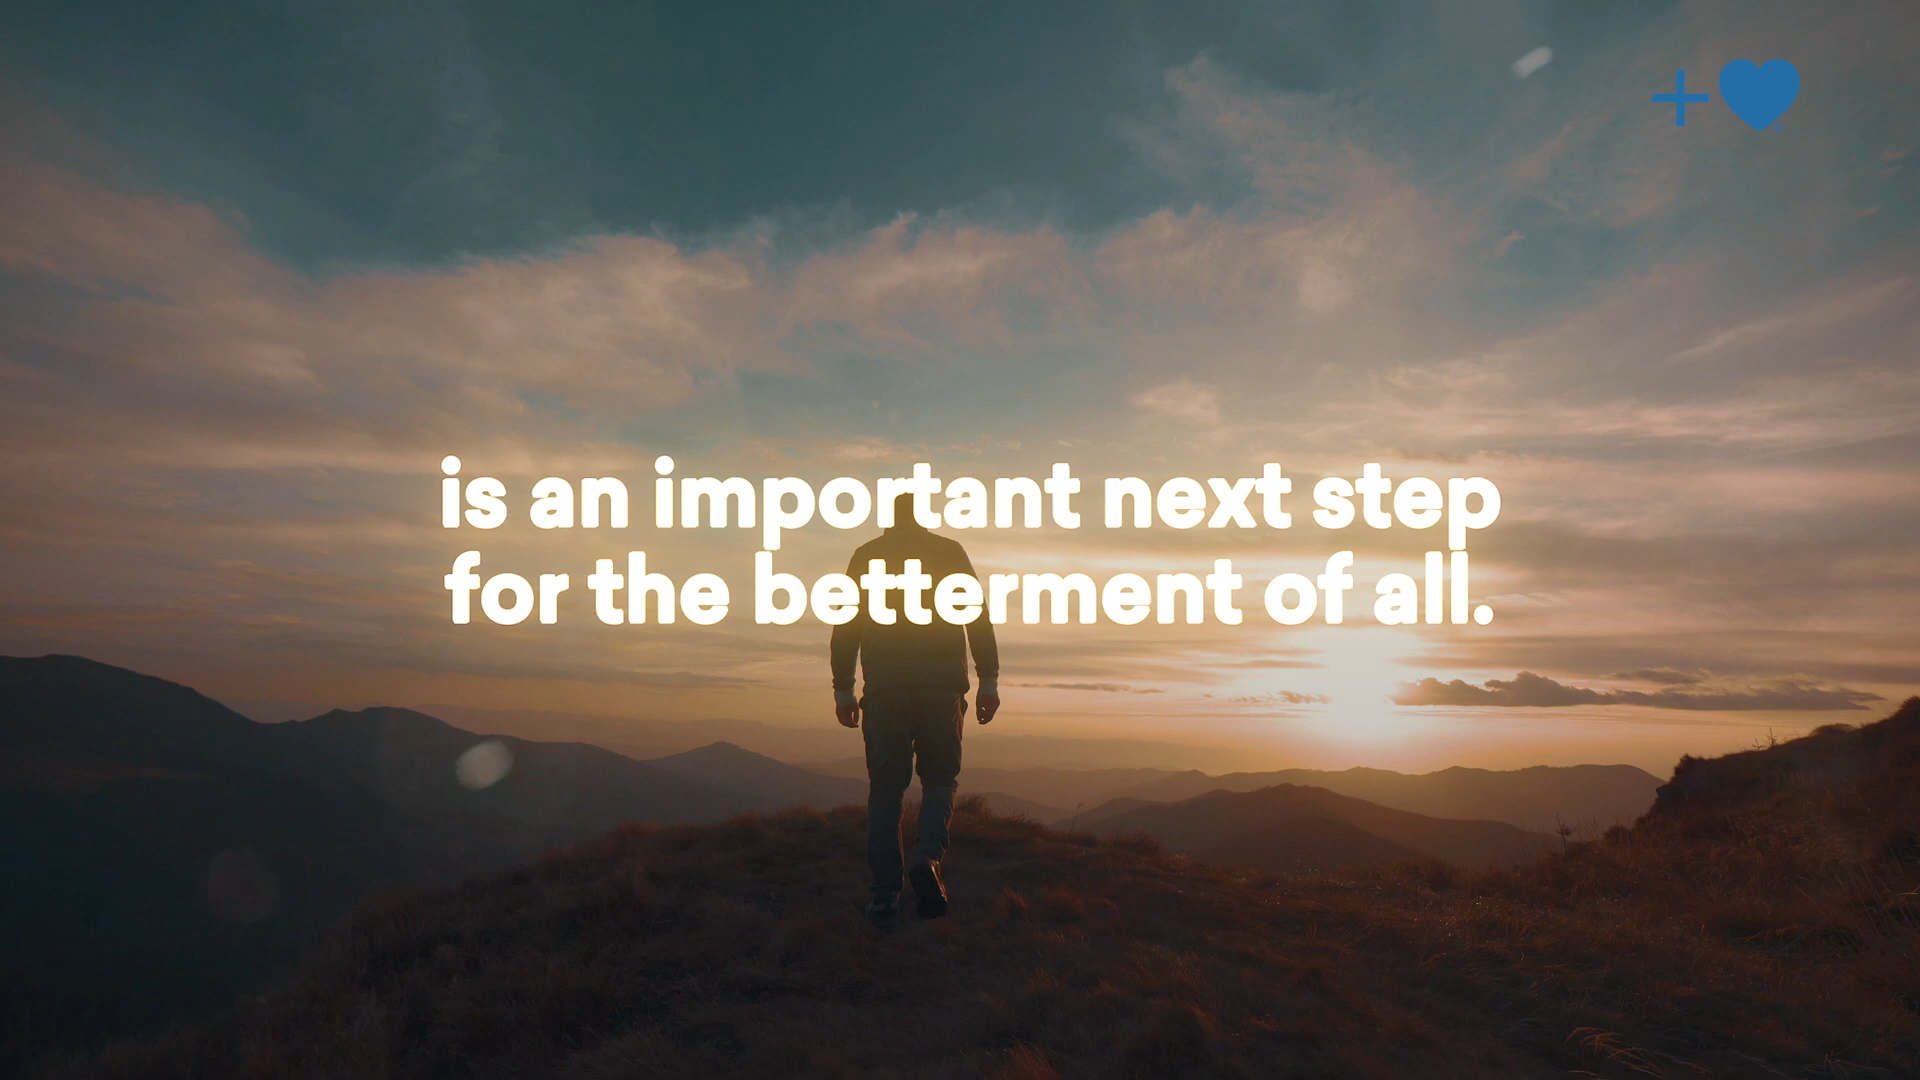 is an important next step
for the betterment of all.